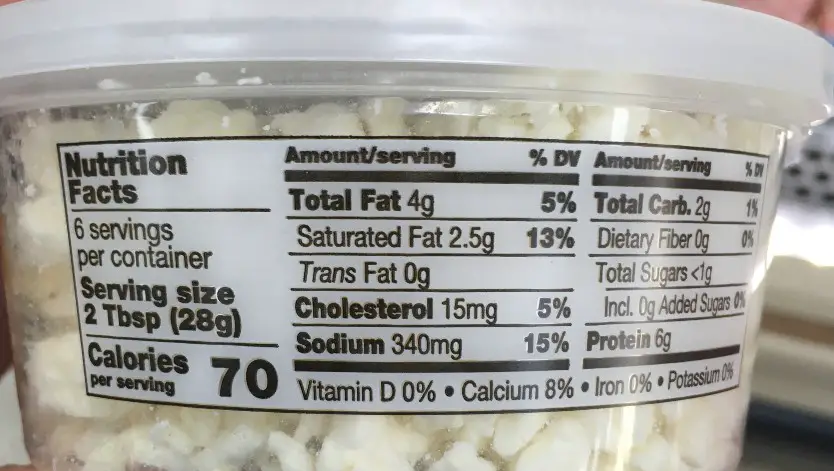 Nutrition
Facts
6 servings
per container
Serving size
2 Tbsp (28g)
Calories 70
per serving
Amount/serving % DV
Total Fat 4g 5%
Saturated Fat 2.5g 13%
Trans Fat 0g
Cholesterol 15mg 5%
Sodium 340mg 15%
Amount/serving % DV
Total Carb. 2g 1%
Dietary Fiber 0g 0%
Total Sugars <1g
Incl. 0g Added Sugars 0%
Protein 6g
Vitamin D 0% • Calcium 8% • Iron 0% • Potassium 0%